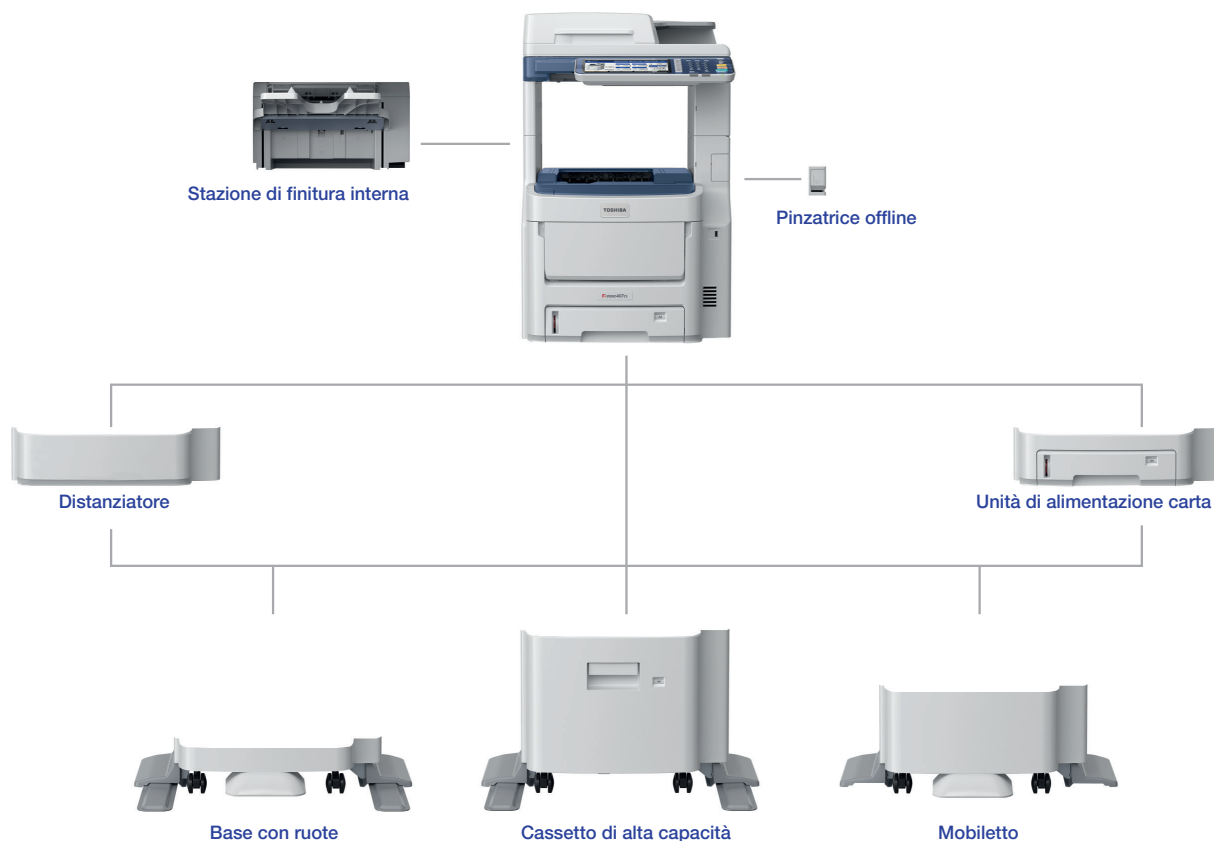 Stazione di finitura interna
Pinzatrice offline
TOSHIBA
Distanziatore
Unità di alimentazione carta
Base con ruote
Cassetto di alta capacità
Mobiletto